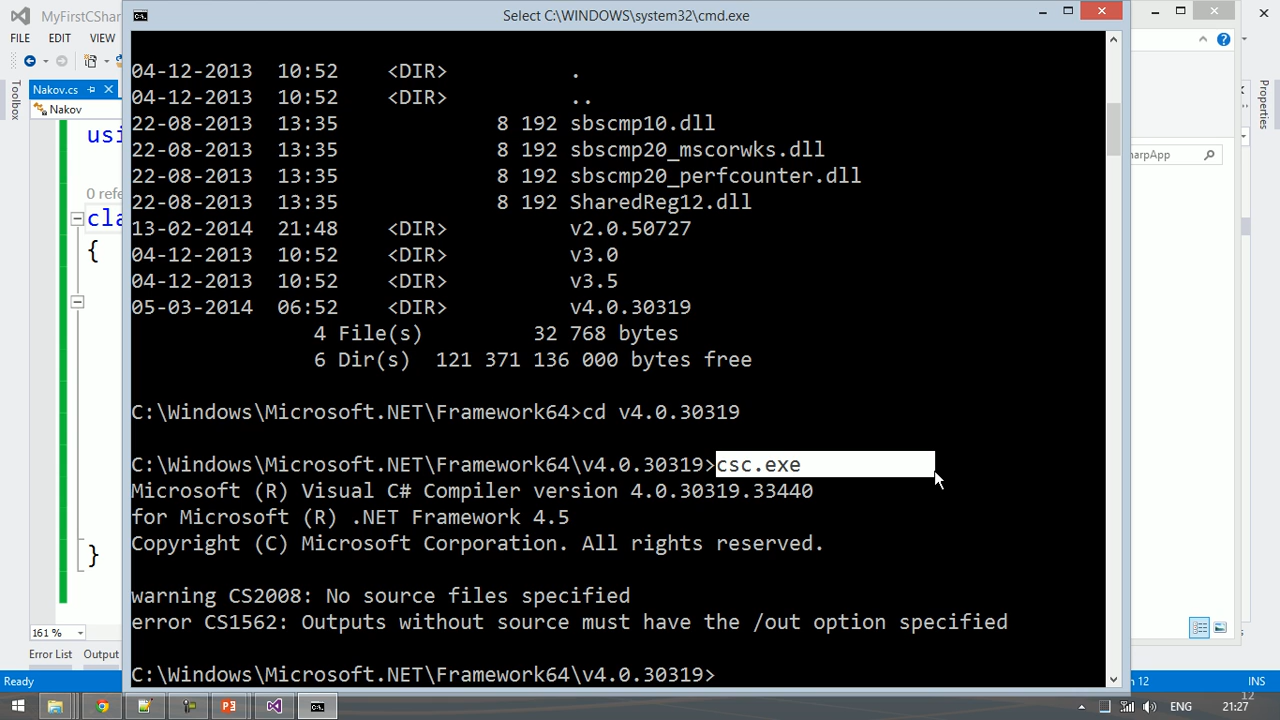 MyFirstCShar
Select C:\WINDOWS\system32\cmd.exe
FILE EDIT VIEW
Nakov.cs
Toolbox
Nakov
usi
0 refe
cla
{
}
161 %
Error List Output
Ready
04-12-2013 10:52 <DIR> .
04-12-2013 10:52 <DIR> ..
22-08-2013 13:35 8 192 sbscmp10.dll
22-08-2013 13:35 8 192 sbscmp20_mscorwks.dll
22-08-2013 13:35 8 192 sbscmp20_perfcounter.dll
22-08-2013 13:35 8 192 SharedReg12.dll
13-02-2014 21:48 <DIR> v2.0.50727
04-12-2013 10:52 <DIR> v3.0
04-12-2013 10:52 <DIR> v3.5
05-03-2014 06:52 <DIR> v4.0.30319
4 File(s) 32 768 bytes
6 Dir(s) 121 371 136 000 bytes free
C:\Windows\Microsoft.NET\Framework64>cd v4.0.30319
C:\Windows\Microsoft.NET\Framework64\v4.0.30319>csc.exe
Microsoft (R) Visual C# Compiler version 4.0.30319.33440
for Microsoft (R) .NET Framework 4.5
Copyright (C) Microsoft Corporation. All rights reserved.
warning CS2008: No source files specified
error CS1562: Outputs without source must have the /out option specified
C:\Windows\Microsoft.NET\Framework64\v4.0.30319>
Properties
arpApp
n 12 INS
12
ENG 21:27